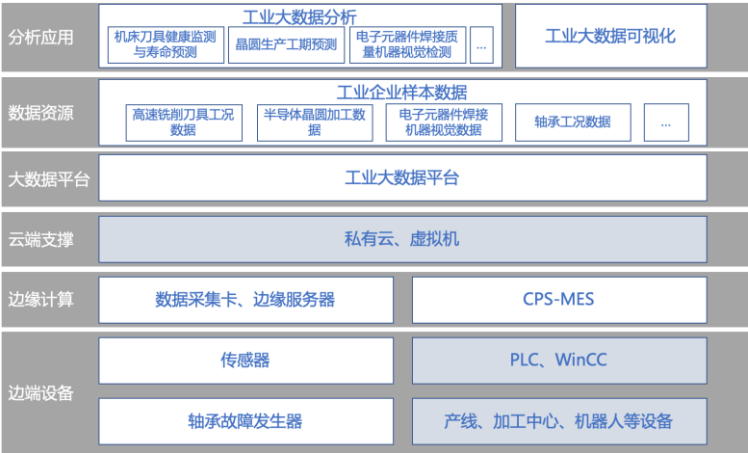 分析应用
工业大数据分析
机床刀具健康监测
与寿命预测
晶圆生产工期预测
电子元器件焊接质
量机器视觉检测
...
工业大数据可视化
数据资源
工业企业样本数据
高速铣削刀具工况
数据
半导体晶圆加工数
据
电子元器件焊接
机器视觉数据
轴承工况数据
...
大数据平台
工业大数据平台
云端支撑
私有云、虚拟机
边缘计算
数据采集卡、边缘服务器
CPS-MES
边端设备
传感器
PLC、WinCC
轴承故障发生器
产线、加工中心、机器人等设备